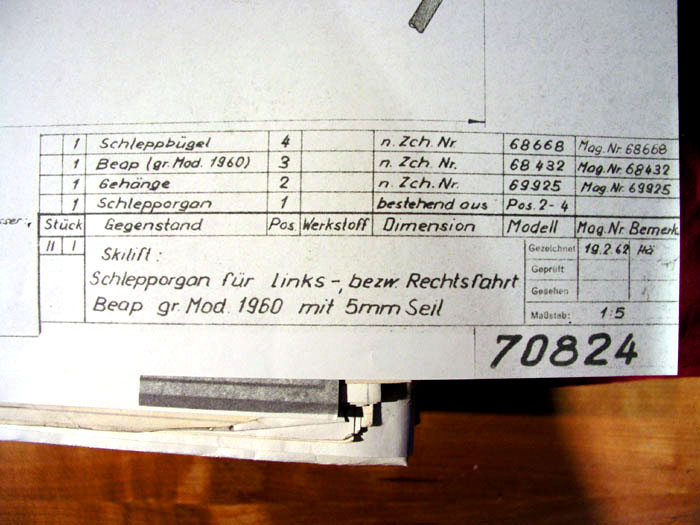 1 Schleppbügel 4 n. Zch. Nr 68668 Mag. Nr 68668
1 Beap (gr. Mod. 1960) 3 n. Zch. Nr. 68 432 Mag. Nr 68432
1 Gehänge 2 n. Zch. Nr. 69925 Mag. Nr 69925
1 Schlepporgan 1 bestehend aus Pos. 2-4
Stück Gegenstand Pos. Werkstoff Dimension Modell Mag. Nr Bemerk.
II I
Skilift:
Schlepporgan für links-, bezw. Rechtsfahrt
Beap gr. Mod. 1960 mit 5mm Seil
Gezeichnet 19.2.62 Hä
Geprüft
Gesehen
Maßstab: 1:5
70824